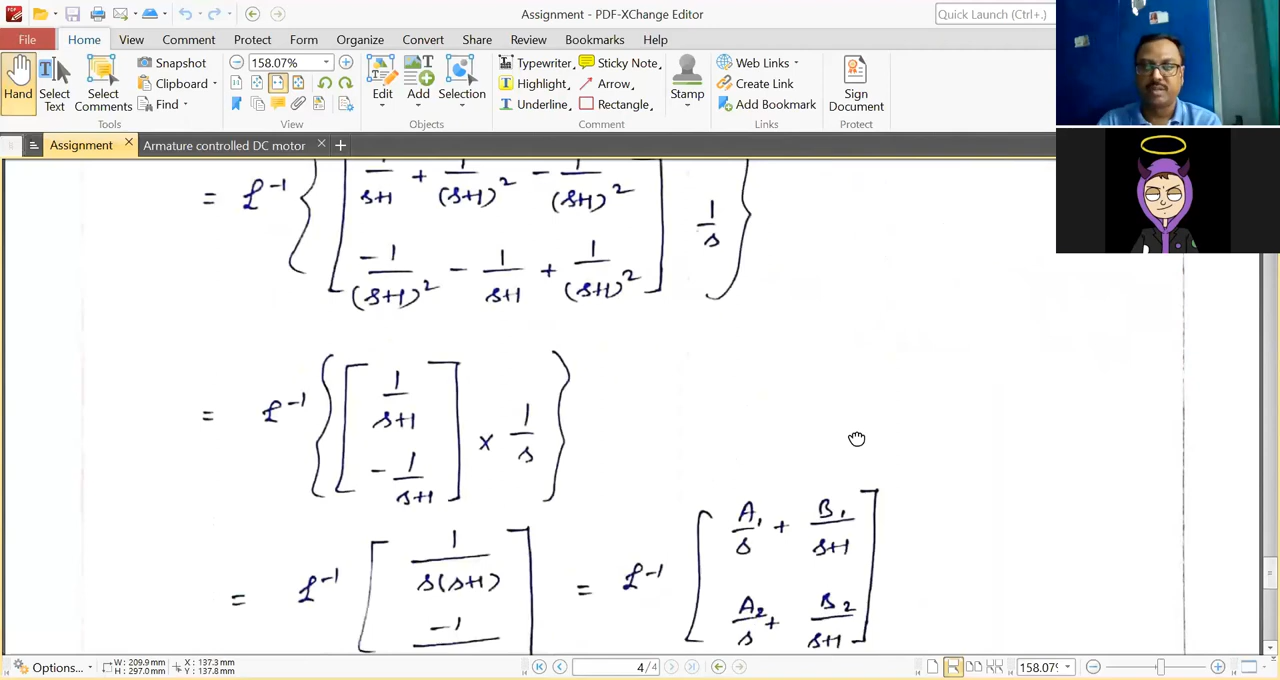 Assignment - PDF-XChange Editor
Quick Launch (Ctrl+.)
File Home View Comment Protect Form Organize Convert Share Review Bookmarks Help
Hand
Select Text
Select Comments
Snapshot
Clipboard
Find
Tools
158.07%
View
Edit
Add
Selection
Objects
Typewriter
Sticky Note
Highlight
Arrow
Underline
Rectangle
Comment
Stamp
Web Links
Create Link
Add Bookmark
Links
Sign Document
Protect
Assignment × Armature controlled DC motor × +
= ℒ⁻¹ { [ 1/(s+1) + 1/(s+1)² − 1/(s+1)²
−1/(s+1)² − 1/(s+1) + 1/(s+1)² ] 1/s }
= ℒ⁻¹ { [ 1/(s+1)
− 1/(s+1) ] × 1/s }
= ℒ⁻¹ [ 1/s(s+1) = ℒ⁻¹ [ A₁/s + B₁/(s+1)
−1 A₂/s + B₂/(s+1) ]
Options...
W: 209.9 mm
H: 297.0 mm
X: 137.3 mm
Y: 137.8 mm
4 / 4
158.07%